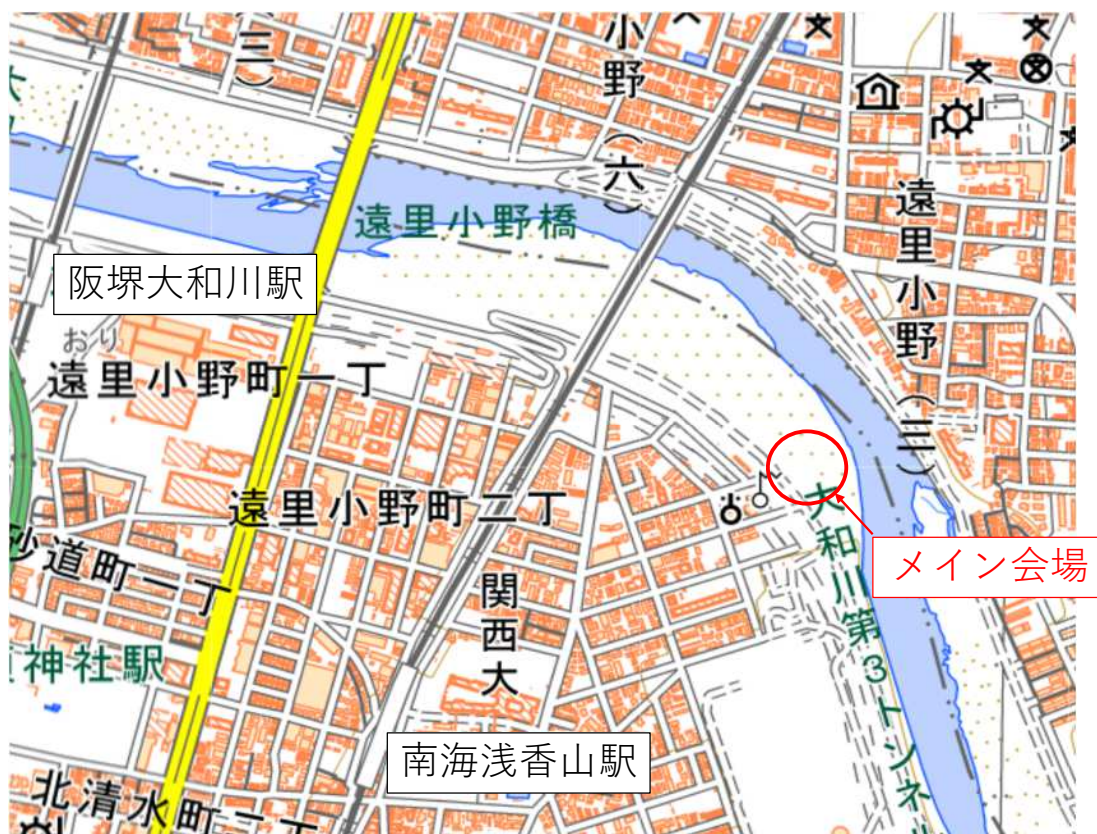 (三)
小野(六)
遠里小野橋
遠里小野(三)
阪堺大和川駅
おり
遠里小野町一丁
遠里小野町二丁
大和川第3トンネル
メイン会場
砂道町一丁
関西大
神社駅
南海浅香山駅
北清水町二丁